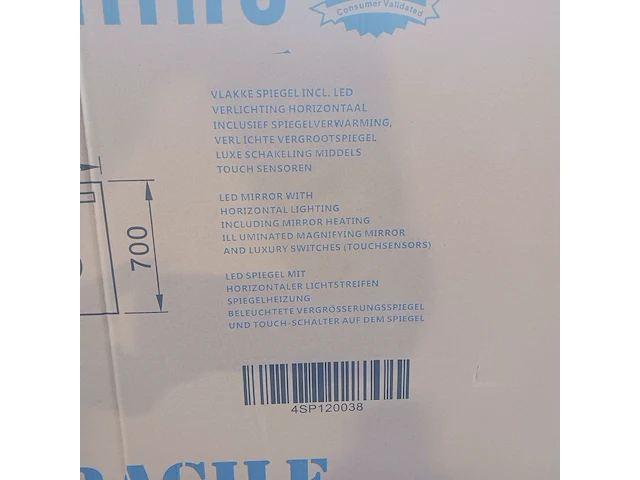 Consumer Validated
VLAKKE SPIEGEL INCL. LED
VERLICHTING HORIZONTAAL
INCLUSIEF SPIEGELVERWARMING,
VERLICHTE VERGROOTSPIEGEL
LUXE SCHAKELING MIDDELS
TOUCH SENSOREN
LED MIRROR WITH
HORIZONTAL LIGHTING
INCLUDING MIRROR HEATING
ILLUMINATED MAGNIFYING MIRROR
AND LUXURY SWITCHES (TOUCHSENSORS)
700
LED SPIEGEL MIT
HORIZONTALER LICHTSTREIFEN
SPIEGELHEIZUNG
BELEUCHTETE VERGRÖSSERUNGSSPIEGEL
UND TOUCH-SCHALTER AUF DEM SPIEGEL
4SP120038
FRAGILE